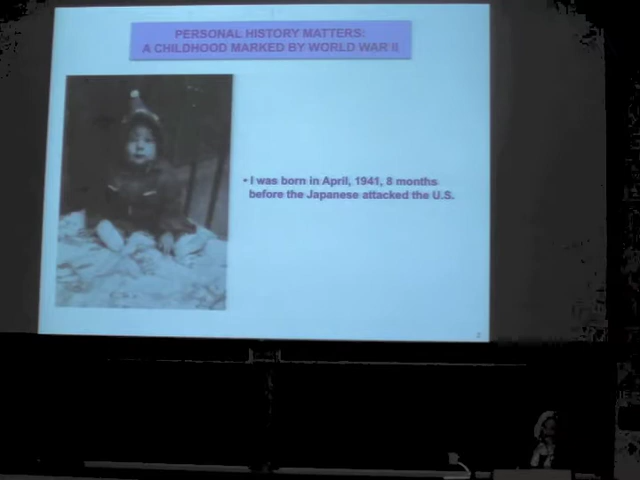 PERSONAL HISTORY MATTERS:
A CHILDHOOD MARKED BY WORLD WAR II
• I was born in April, 1941, 8 months
before the Japanese attacked the U.S.
2